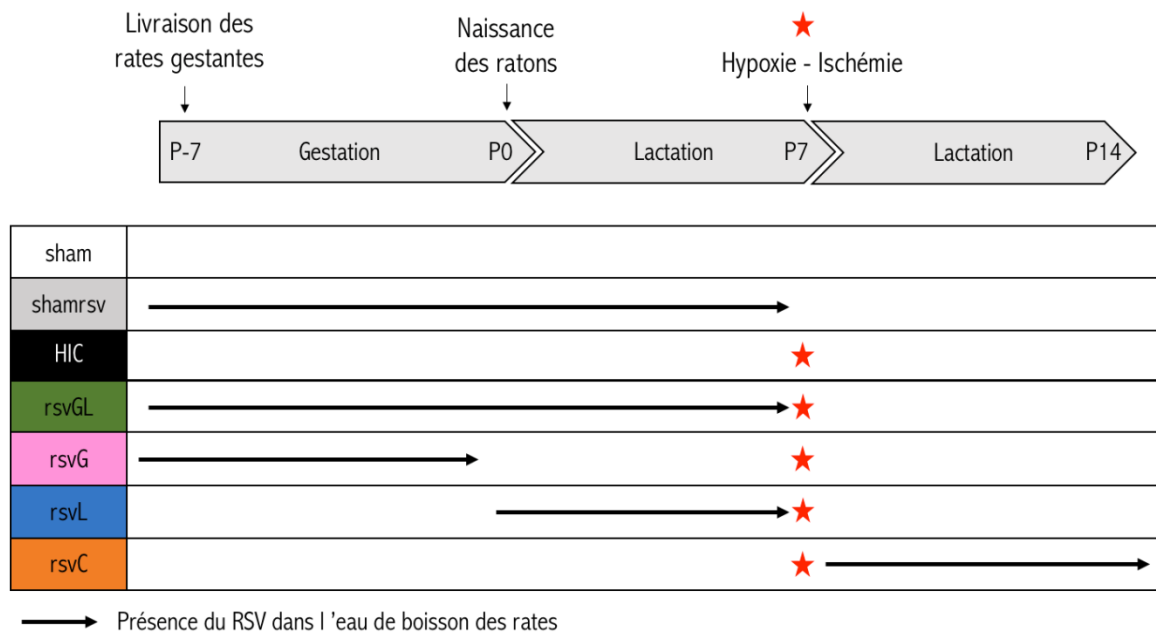 Livraison des
rates gestantes
Naissance
des ratons
Hypoxie - Ischémie
P-7 Gestation P0 Lactation P7 Lactation P14
sham
shamrsv
HIC
rsvGL
rsvG
rsvL
rsvC
Présence du RSV dans l 'eau de boisson des rates